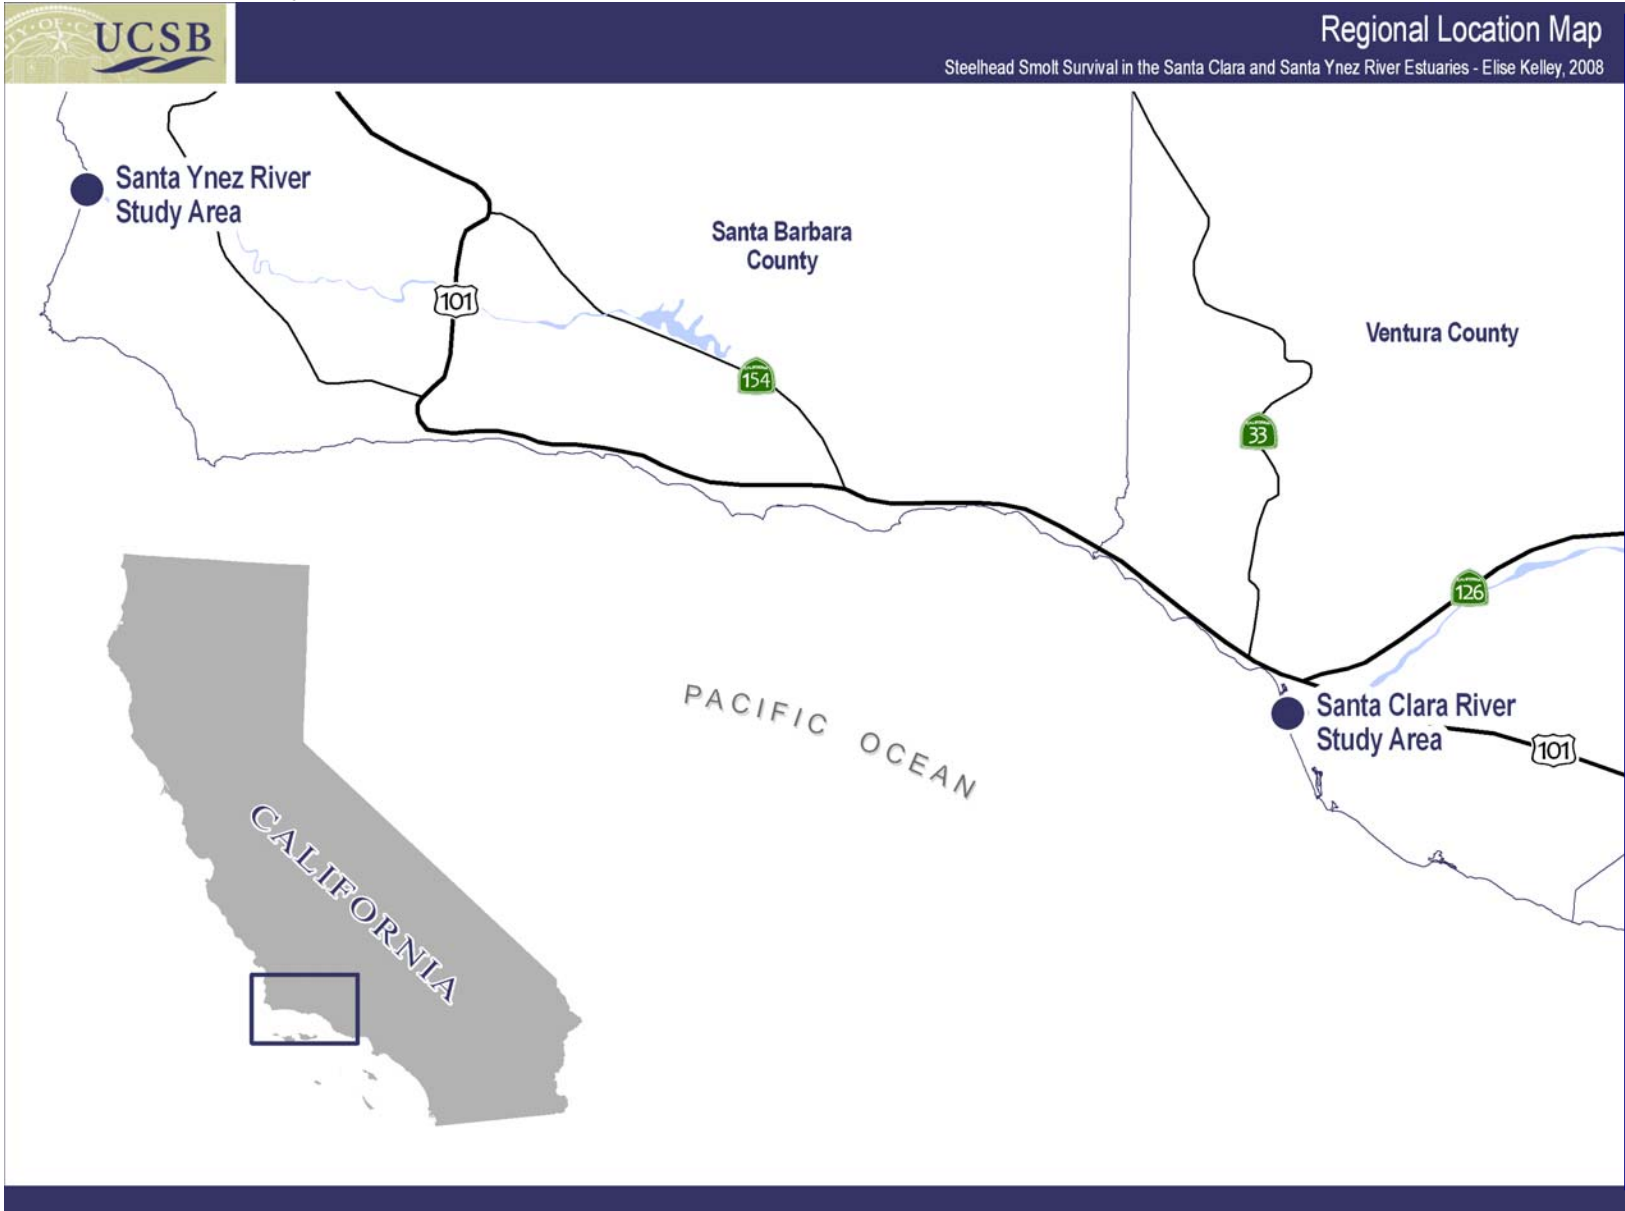 UCSB
Regional Location Map
Steelhead Smolt Survival in the Santa Clara and Santa Ynez River Estuaries - Elise Kelley, 2008
Santa Ynez River
Study Area
Santa Barbara
County
101
Ventura County
154
33
126
PACIFIC OCEAN
Santa Clara River
Study Area
101
CALIFORNIA